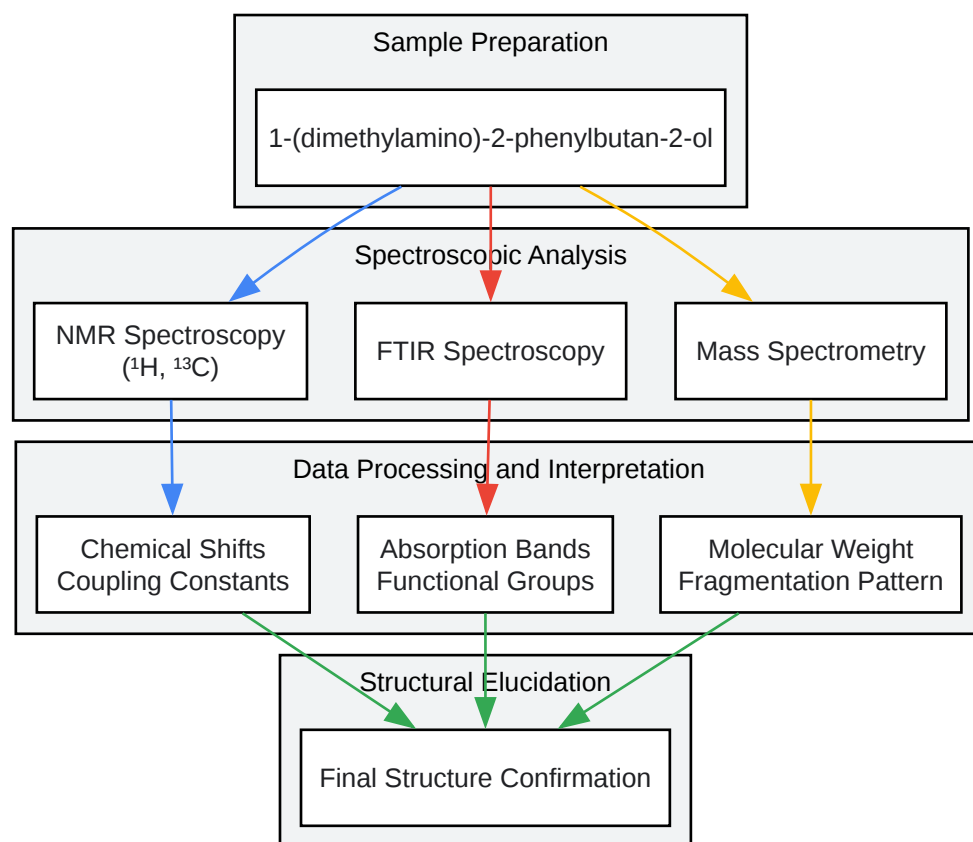 Sample Preparation
1-(dimethylamino)-2-phenylbutan-2-ol
Spectroscopic Analysis
NMR Spectroscopy
(¹H, ¹³C)
FTIR Spectroscopy
Mass Spectrometry
Data Processing and Interpretation
Chemical Shifts
Coupling Constants
Absorption Bands
Functional Groups
Molecular Weight
Fragmentation Pattern
Structural Elucidation
Final Structure Confirmation